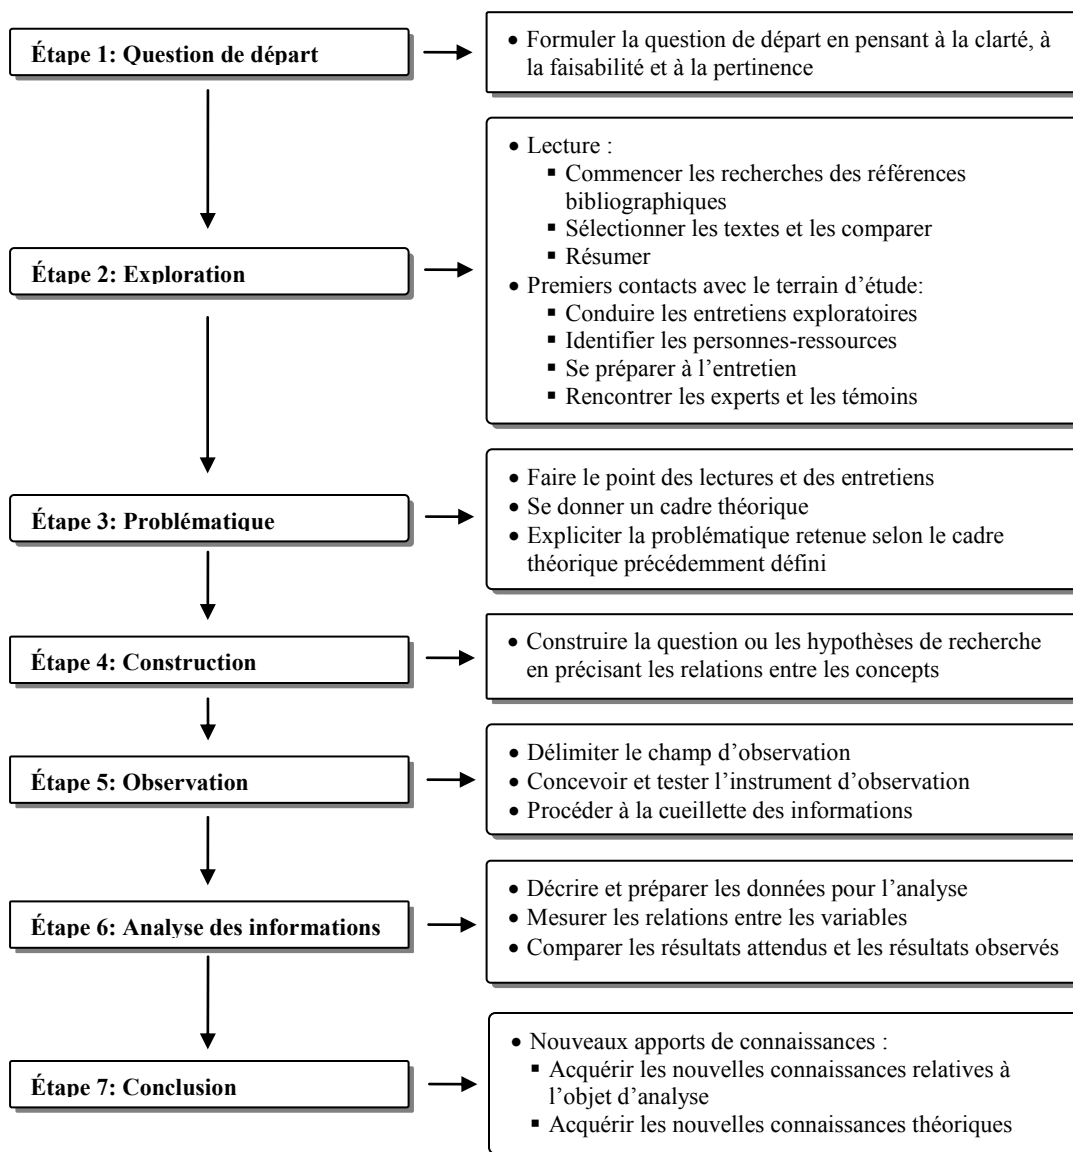 Étape 1: Question de départ
• Formuler la question de départ en pensant à la clarté, à
la faisabilité et à la pertinence
Étape 2: Exploration
• Lecture :
▪ Commencer les recherches des références
bibliographiques
▪ Sélectionner les textes et les comparer
▪ Résumer
• Premiers contacts avec le terrain d’étude:
▪ Conduire les entretiens exploratoires
▪ Identifier les personnes-ressources
▪ Se préparer à l’entretien
▪ Rencontrer les experts et les témoins
Étape 3: Problématique
• Faire le point des lectures et des entretiens
• Se donner un cadre théorique
• Expliciter la problématique retenue selon le cadre
théorique précédemment défini
Étape 4: Construction
• Construire la question ou les hypothèses de recherche
en précisant les relations entre les concepts
Étape 5: Observation
• Délimiter le champ d’observation
• Concevoir et tester l’instrument d’observation
• Procéder à la cueillette des informations
Étape 6: Analyse des informations
• Décrire et préparer les données pour l’analyse
• Mesurer les relations entre les variables
• Comparer les résultats attendus et les résultats observés
Étape 7: Conclusion
• Nouveaux apports de connaissances :
▪ Acquérir les nouvelles connaissances relatives à
l’objet d’analyse
▪ Acquérir les nouvelles connaissances théoriques